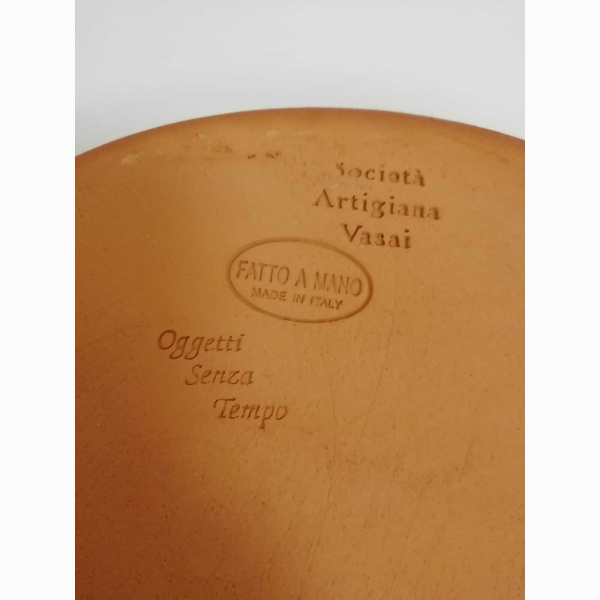 Società
Artigiana
Vasai
FATTO A MANO
MADE IN ITALY
Oggetti
Senza
Tempo